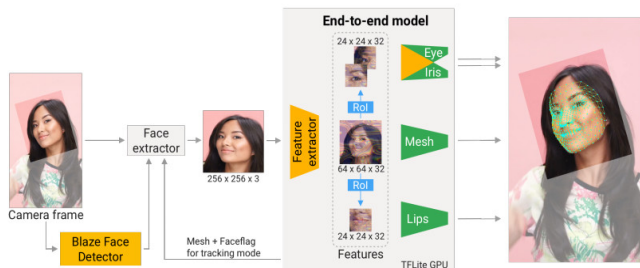 End-to-end model
24 x 24 x 32
Eye
Iris
RoI
Face
extractor
256 x 256 x 3
Feature
extractor
64 x 64 x 32
Mesh
RoI
Camera frame
Blaze Face
Detector
Mesh + Faceflag
for tracking mode
24 x 24 x 32
Lips
Features
TFLite GPU